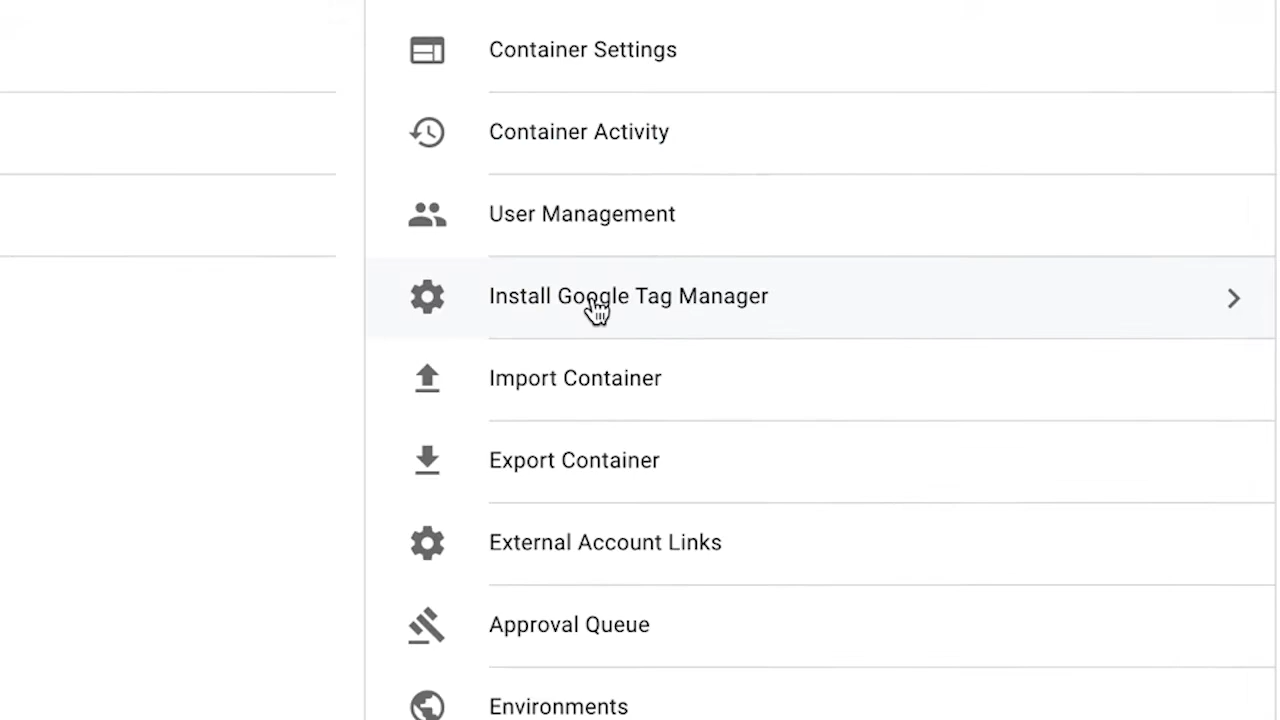 Container Settings
Container Activity
User Management
Install Google Tag Manager
Import Container
Export Container
External Account Links
Approval Queue
Environments